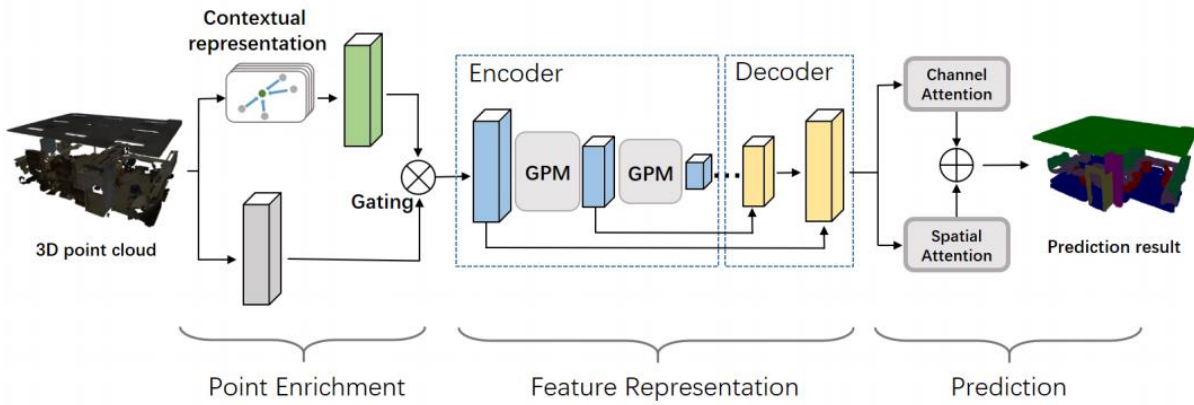 Contextual
representation
3D point cloud
Gating
Encoder
GPM
GPM
Decoder
Channel
Attention
Spatial
Attention
Prediction result
Point Enrichment
Feature Representation
Prediction